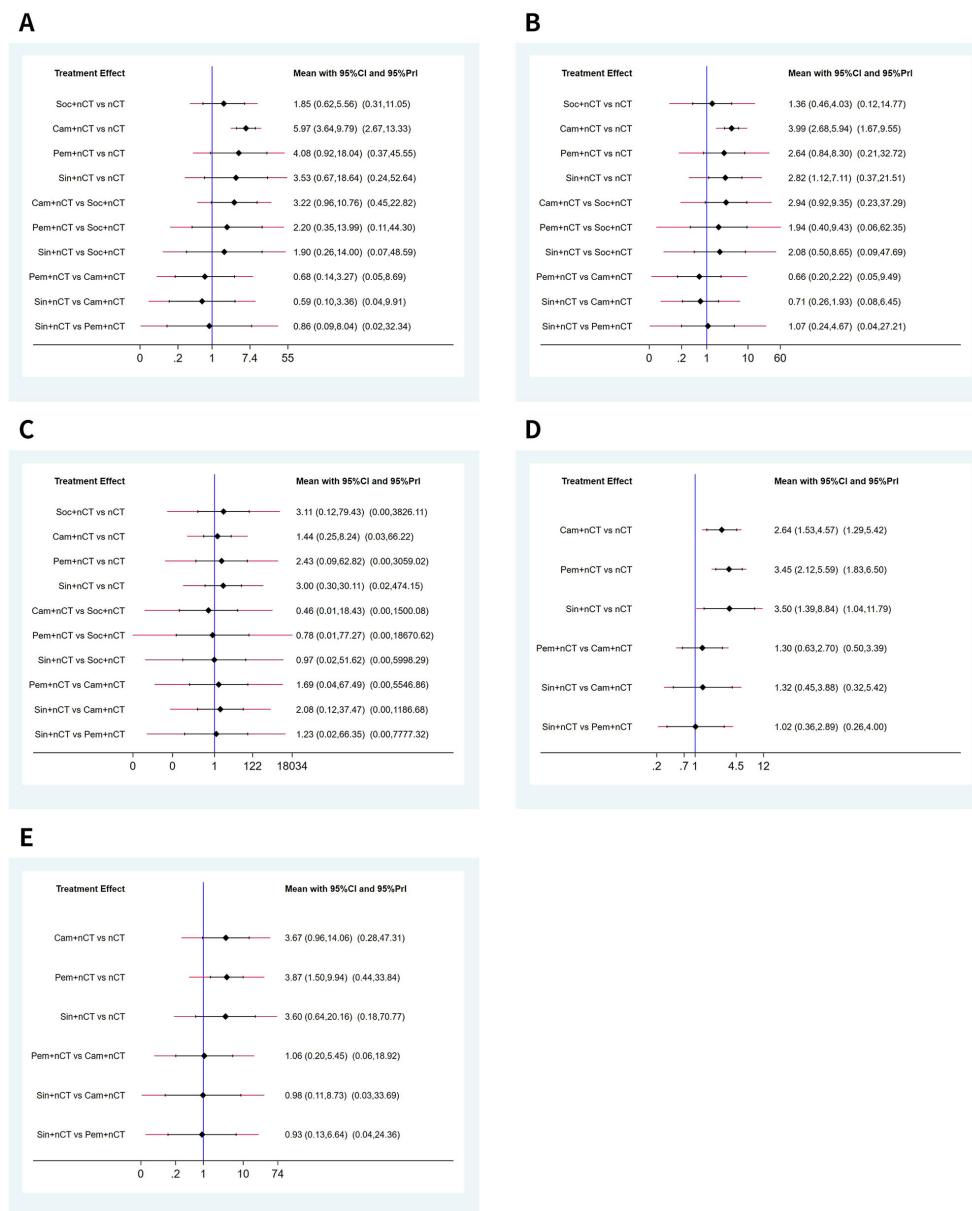 A
Treatment Effect Mean with 95%CI and 95%PrI
Soc+nCT vs nCT 1.85 (0.62,5.56) (0.31,11.05)
Cam+nCT vs nCT 5.97 (3.64,9.79) (2.67,13.33)
Pem+nCT vs nCT 4.08 (0.92,18.04) (0.37,45.55)
Sin+nCT vs nCT 3.53 (0.67,18.64) (0.24,52.64)
Cam+nCT vs Soc+nCT 3.22 (0.96,10.76) (0.45,22.82)
Pem+nCT vs Soc+nCT 2.20 (0.35,13.99) (0.11,44.30)
Sin+nCT vs Soc+nCT 1.90 (0.26,14.00) (0.07,48.59)
Pem+nCT vs Cam+nCT 0.68 (0.14,3.27) (0.05,8.69)
Sin+nCT vs Cam+nCT 0.59 (0.10,3.36) (0.04,9.91)
Sin+nCT vs Pem+nCT 0.86 (0.09,8.04) (0.02,32.34)
0 .2 1 7.4 55
B
Treatment Effect Mean with 95%CI and 95%PrI
Soc+nCT vs nCT 1.36 (0.46,4.03) (0.12,14.77)
Cam+nCT vs nCT 3.99 (2.68,5.94) (1.67,9.55)
Pem+nCT vs nCT 2.64 (0.84,8.30) (0.21,32.72)
Sin+nCT vs nCT 2.82 (1.12,7.11) (0.37,21.51)
Cam+nCT vs Soc+nCT 2.94 (0.92,9.35) (0.23,37.29)
Pem+nCT vs Soc+nCT 1.94 (0.40,9.43) (0.06,62.35)
Sin+nCT vs Soc+nCT 2.08 (0.50,8.65) (0.09,47.69)
Pem+nCT vs Cam+nCT 0.66 (0.20,2.22) (0.05,9.49)
Sin+nCT vs Cam+nCT 0.71 (0.26,1.93) (0.08,6.45)
Sin+nCT vs Pem+nCT 1.07 (0.24,4.67) (0.04,27.21)
0 .2 1 10 60
C
Treatment Effect Mean with 95%CI and 95%PrI
Soc+nCT vs nCT 3.11 (0.12,79.43) (0.00,3826.11)
Cam+nCT vs nCT 1.44 (0.25,8.24) (0.03,66.22)
Pem+nCT vs nCT 2.43 (0.09,62.82) (0.00,3059.02)
Sin+nCT vs nCT 3.00 (0.30,30.11) (0.02,474.15)
Cam+nCT vs Soc+nCT 0.46 (0.01,18.43) (0.00,1500.08)
Pem+nCT vs Soc+nCT 0.78 (0.01,77.27) (0.00,18670.62)
Sin+nCT vs Soc+nCT 0.97 (0.02,51.62) (0.00,5998.29)
Pem+nCT vs Cam+nCT 1.69 (0.04,67.49) (0.00,5546.86)
Sin+nCT vs Cam+nCT 2.08 (0.12,37.47) (0.00,1186.68)
Sin+nCT vs Pem+nCT 1.23 (0.02,66.35) (0.00,7777.32)
0 0 1 122 18034
D
Treatment Effect Mean with 95%CI and 95%PrI
Cam+nCT vs nCT 2.64 (1.53,4.57) (1.29,5.42)
Pem+nCT vs nCT 3.45 (2.12,5.59) (1.83,6.50)
Sin+nCT vs nCT 3.50 (1.39,8.84) (1.04,11.79)
Pem+nCT vs Cam+nCT 1.30 (0.63,2.70) (0.50,3.39)
Sin+nCT vs Cam+nCT 1.32 (0.45,3.88) (0.32,5.42)
Sin+nCT vs Pem+nCT 1.02 (0.36,2.89) (0.26,4.00)
.2 .7 1 4.5 12
E
Treatment Effect Mean with 95%CI and 95%PrI
Cam+nCT vs nCT 3.67 (0.96,14.06) (0.28,47.31)
Pem+nCT vs nCT 3.87 (1.50,9.94) (0.44,33.84)
Sin+nCT vs nCT 3.60 (0.64,20.16) (0.18,70.77)
Pem+nCT vs Cam+nCT 1.06 (0.20,5.45) (0.06,18.92)
Sin+nCT vs Cam+nCT 0.98 (0.11,8.73) (0.03,33.69)
Sin+nCT vs Pem+nCT 0.93 (0.13,6.64) (0.04,24.36)
0 .2 1 10 74